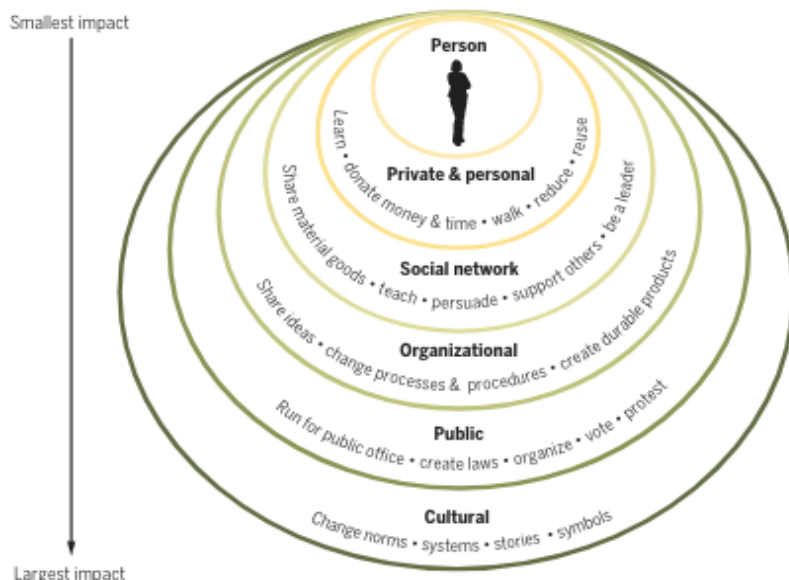 Smallest impact
Person
Private & personal
Learn • donate money & time • walk • reduce • reuse
Social network
Share material goods • teach • persuade • support others • be a leader
Organizational
Share ideas • change processes & procedures • create durable products
Public
Run for public office • create laws • organize • vote • protest
Cultural
Change norms • systems • stories • symbols
Largest impact